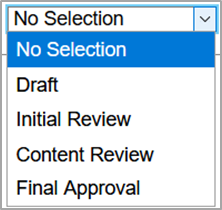 No Selection
No Selection
Draft
Initial Review
Content Review
Final Approval